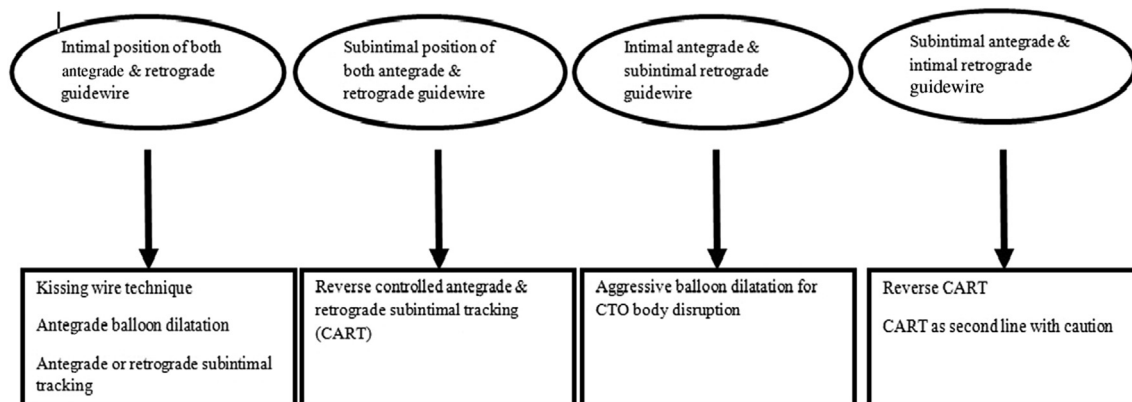 Intimal position of both
antegrade & retrograde
guidewire
Subintimal position of
both antegrade &
retrograde guidewire
Intimal antegrade &
subintimal retrograde
guidewire
Subintimal antegrade &
intimal retrograde
guidewire
Kissing wire technique
Antegrade balloon dilatation
Antegrade or retrograde subintimal
tracking
Reverse controlled antegrade &
retrograde subintimal tracking
(CART)
Aggressive balloon dilatation for
CTO body disruption
Reverse CART
CART as second line with caution